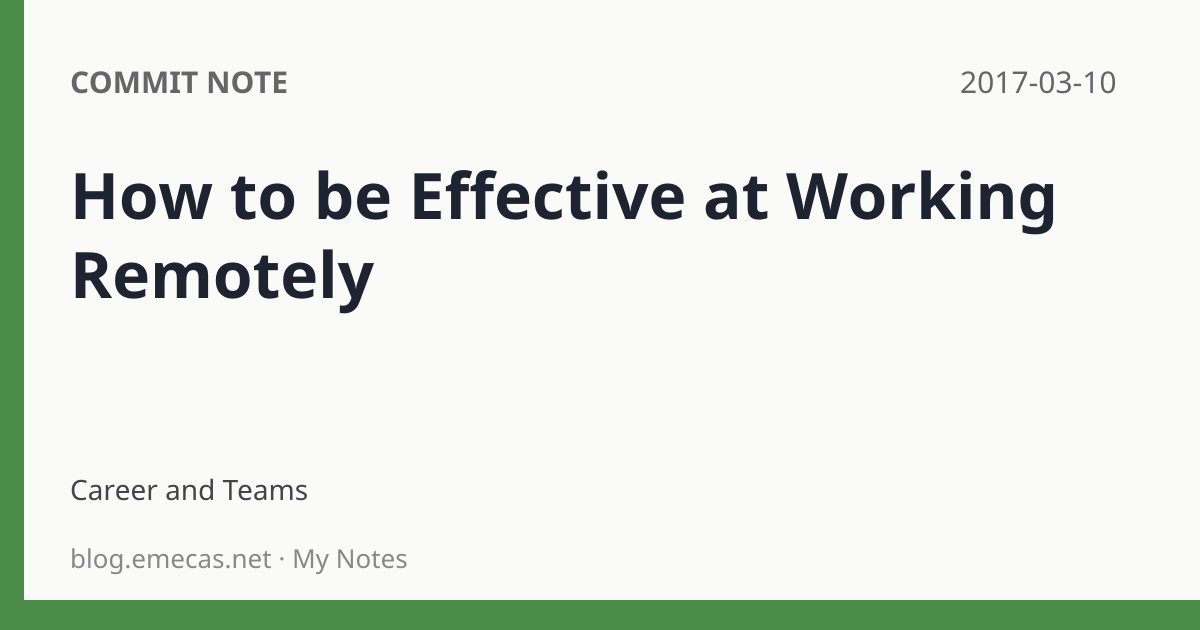 COMMIT NOTE
2017-03-10
How to be Effective at Working
Remotely
Career and Teams
blog.emecas.net · My Notes